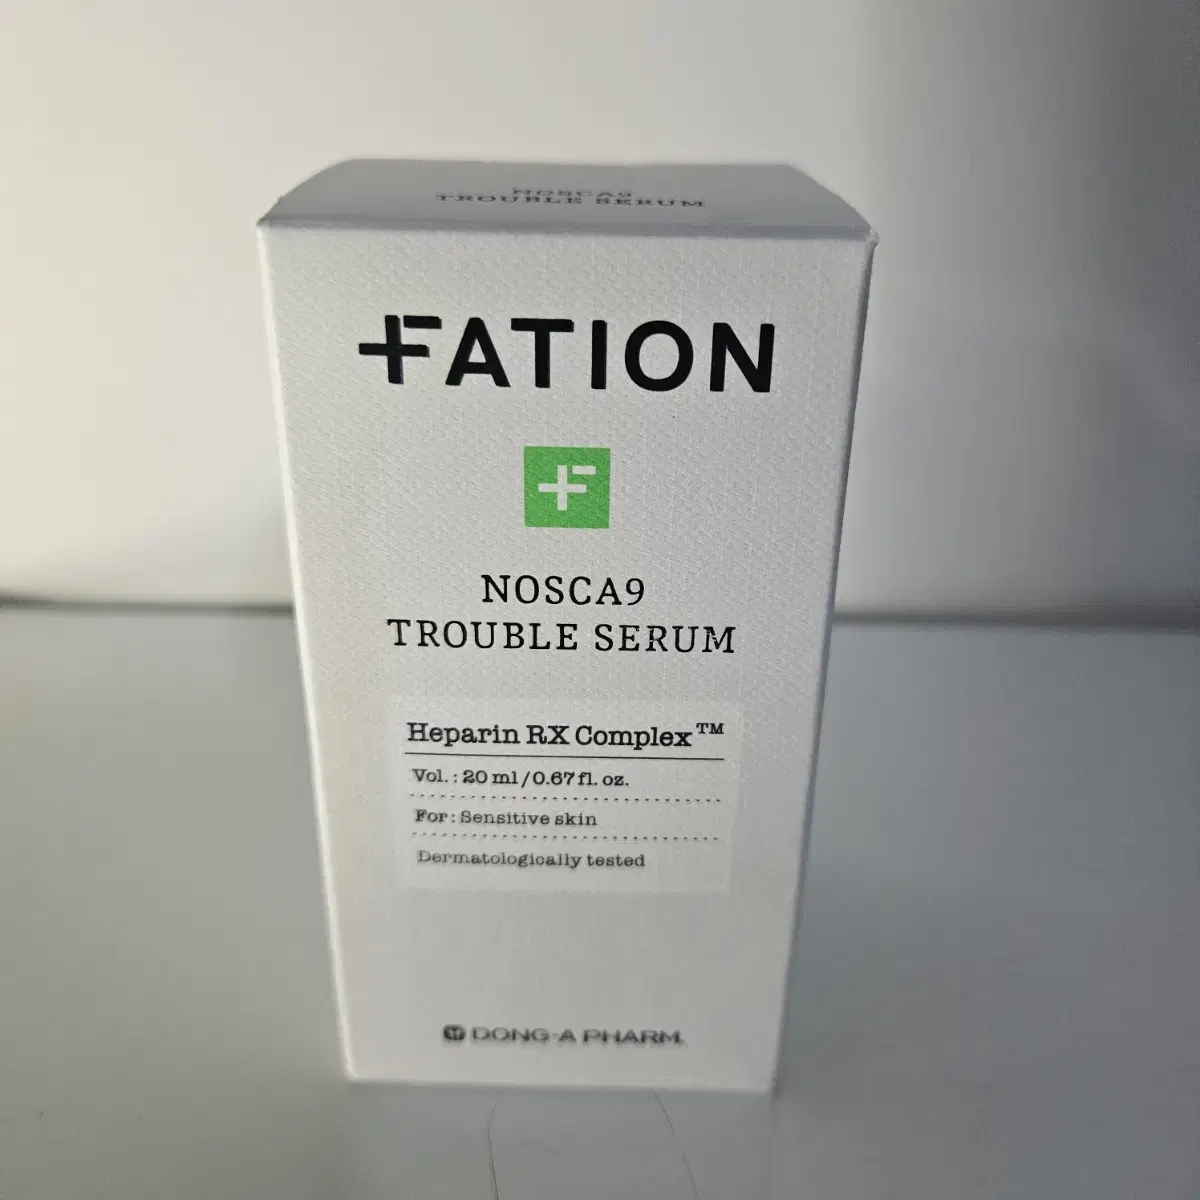 NOSCA9
TROUBLE SERUM
FATION
NOSCA9
TROUBLE SERUM
Heparin RX Complex™
Vol. : 20 ml/0.67 fl. oz.
For : Sensitive skin
Dermatologically tested
DONG-A PHARM.